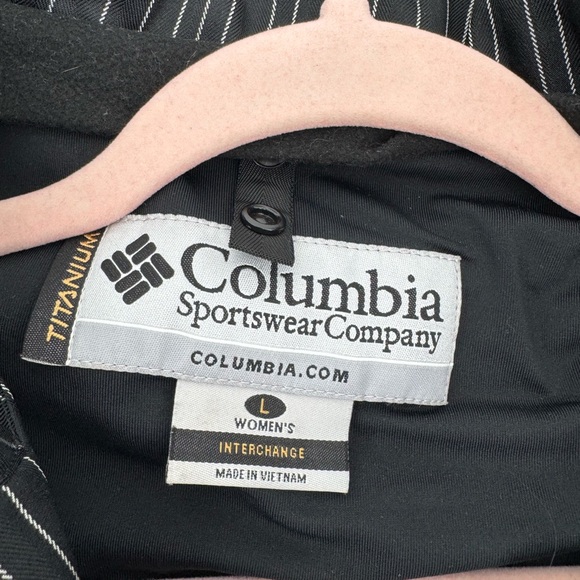 TITANIUM
Columbia
Sportswear Company
COLUMBIA.COM
L
WOMEN'S
INTERCHANGE
MADE IN VIETNAM